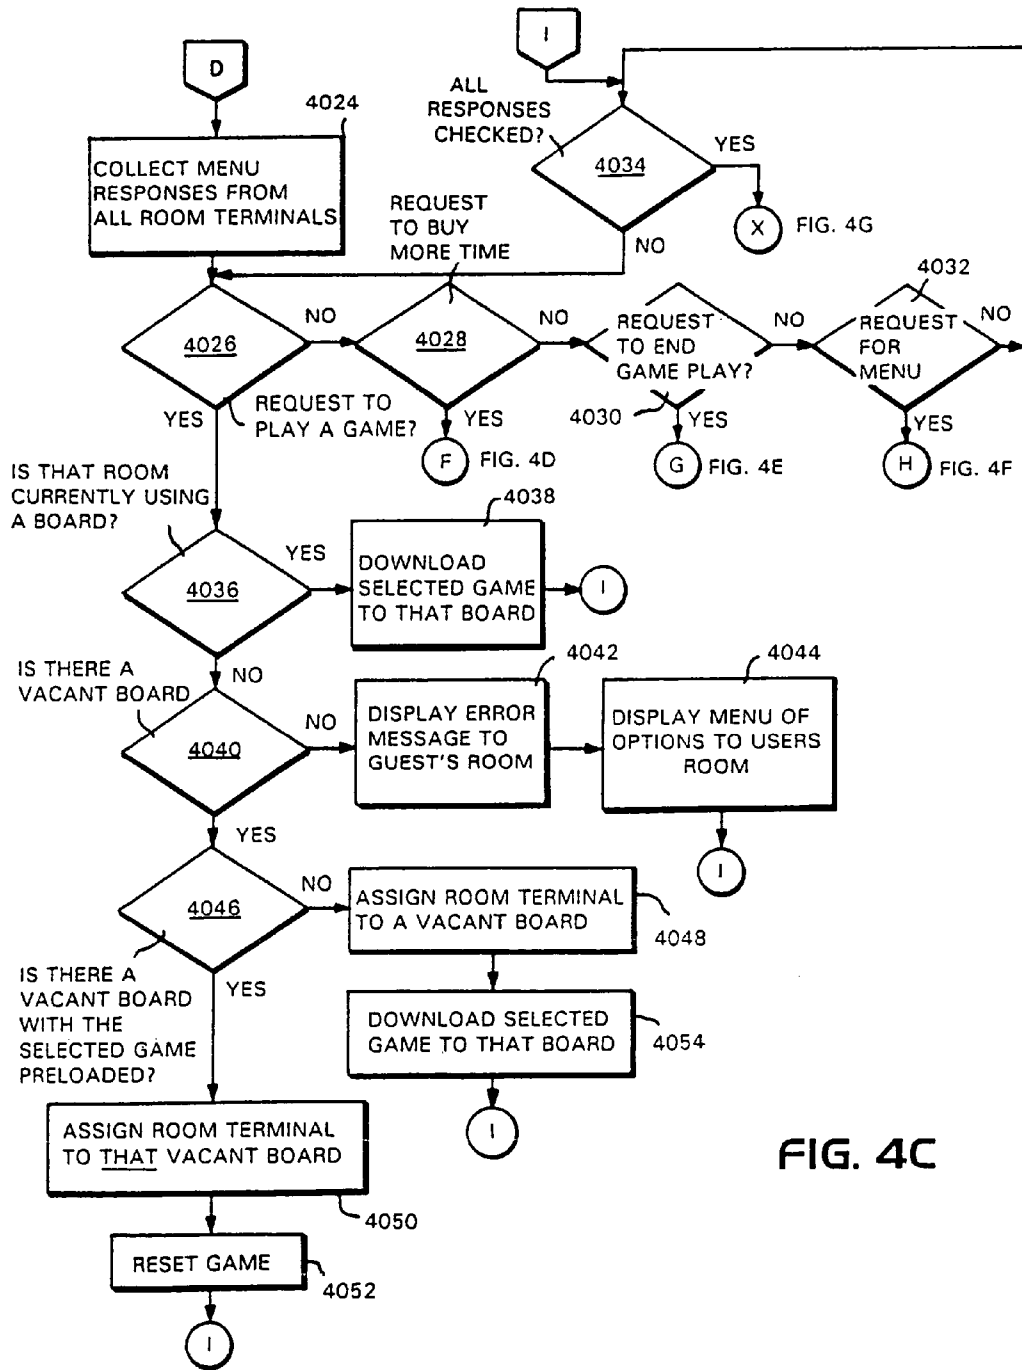 I
D
ALL
RESPONSES
CHECKED?
4024
COLLECT MENU
RESPONSES FROM
ALL ROOM TERMINALS
4034
YES
X
FIG. 4G
NO
REQUEST
TO BUY
MORE TIME
4032
4026
NO
4028
NO
REQUEST
TO END
GAME PLAY?
NO
REQUEST
FOR
MENU
NO
YES
REQUEST TO
PLAY A GAME?
YES
4030
YES
YES
F
FIG. 4D
G
FIG. 4E
H
FIG. 4F
IS THAT ROOM
CURRENTLY USING
A BOARD?
4038
4036
YES
DOWNLOAD
SELECTED GAME
TO THAT BOARD
I
NO
IS THERE A
VACANT BOARD
4042
4044
4040
NO
DISPLAY ERROR
MESSAGE TO
GUEST'S ROOM
DISPLAY MENU OF
OPTIONS TO USERS
ROOM
YES
I
4046
NO
ASSIGN ROOM TERMINAL
TO A VACANT BOARD
4048
IS THERE A
VACANT BOARD
WITH THE
SELECTED GAME
PRELOADED?
YES
DOWNLOAD SELECTED
GAME TO THAT BOARD
4054
I
ASSIGN ROOM TERMINAL
TO THAT VACANT BOARD
4050
RESET GAME
4052
I
FIG. 4C